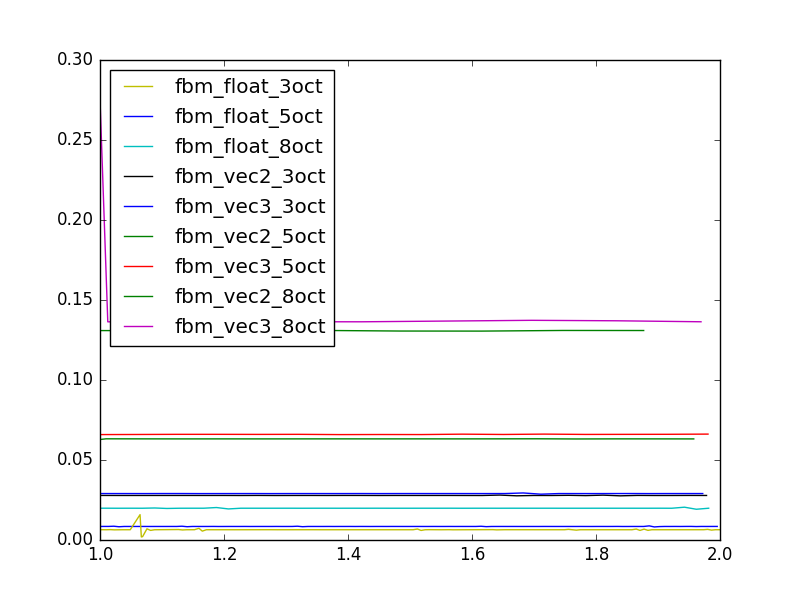 0.30
0.25
0.20
0.15
0.10
0.05
0.00
fbm_float_3oct
fbm_float_5oct
fbm_float_8oct
fbm_vec2_3oct
fbm_vec3_3oct
fbm_vec2_5oct
fbm_vec3_5oct
fbm_vec2_8oct
fbm_vec3_8oct
1.0 1.2 1.4 1.6 1.8 2.0